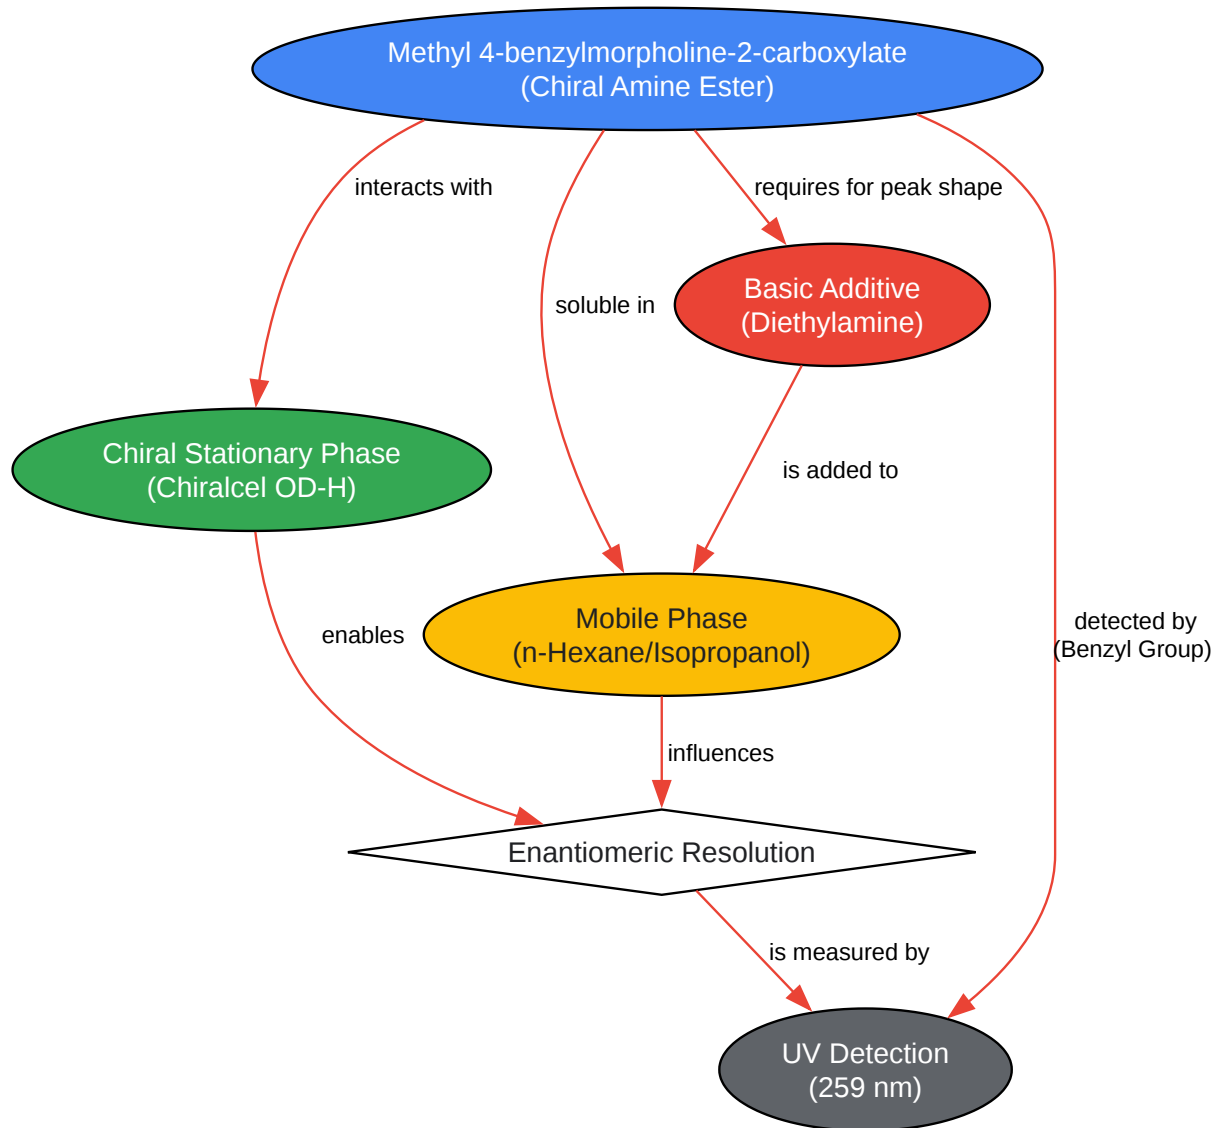 Methyl 4-benzylmorpholine-2-carboxylate
(Chiral Amine Ester)
interacts with
requires for peak shape
Basic Additive
(Diethylamine)
soluble in
Chiral Stationary Phase
(Chiralcel OD-H)
is added to
Mobile Phase
(n-Hexane/Isopropanol)
enables
detected by
(Benzyl Group)
influences
Enantiomeric Resolution
is measured by
UV Detection
(259 nm)